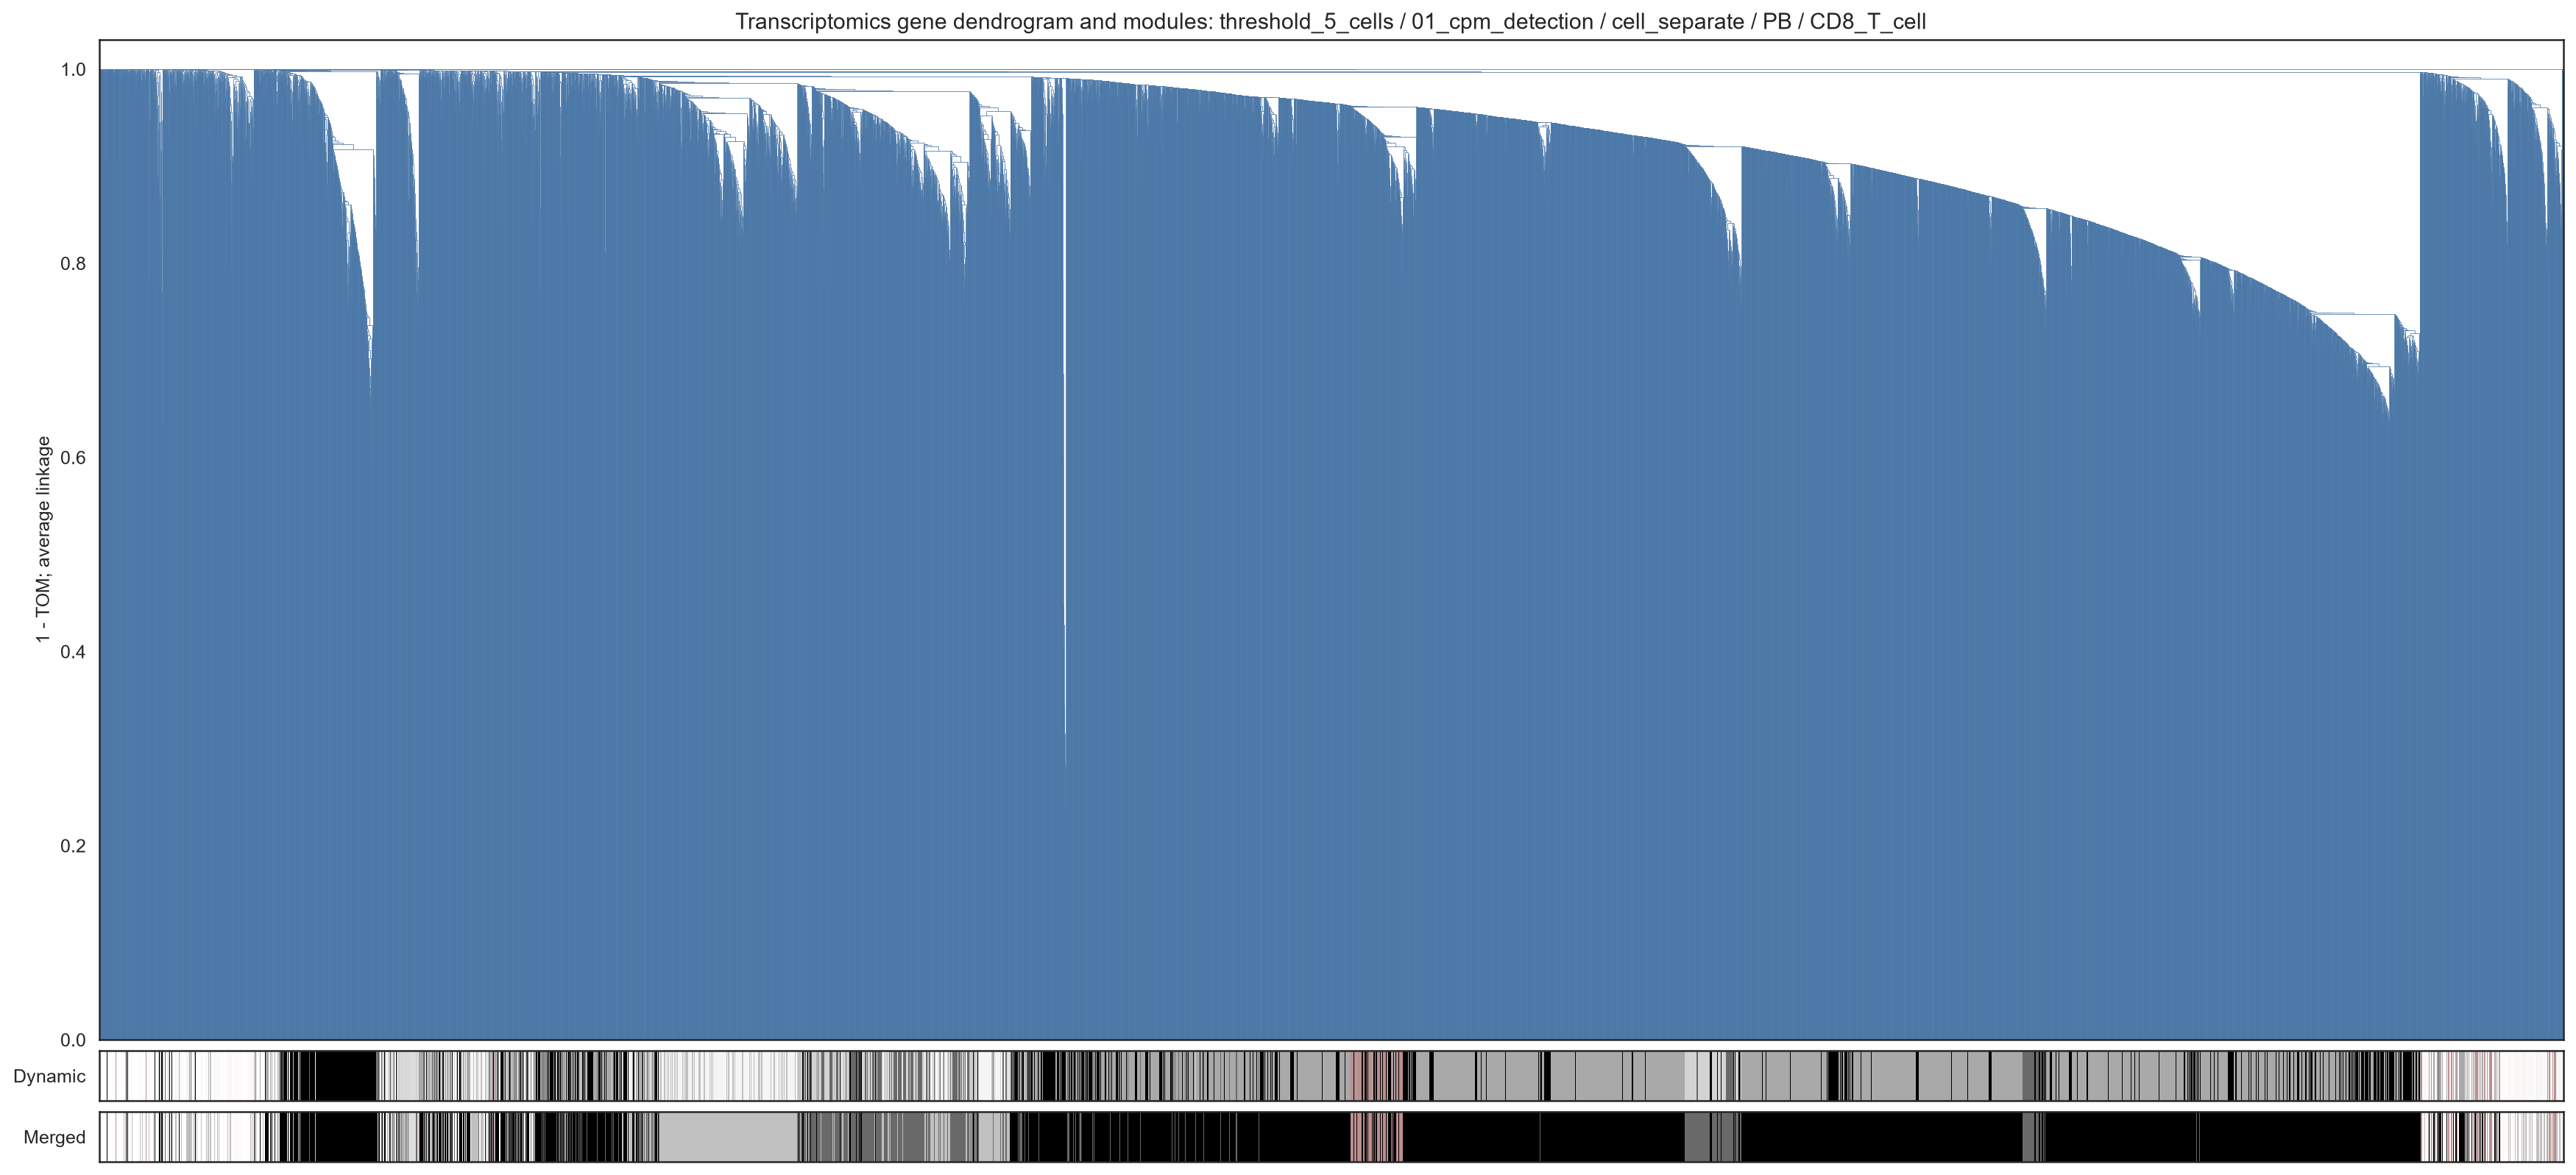 Transcriptomics gene dendrogram and modules: threshold_5_cells / 01_cpm_detection / cell_separate / PB / CD8_T_cell
1.0
0.8
0.6
0.4
0.2
0.0
1 - TOM; average linkage
Dynamic
Merged